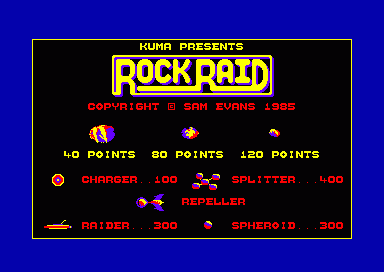 KUMA PRESENTS
ROCK RAID
COPYRIGHT © SAM EVANS 1985
40 POINTS 80 POINTS 120 POINTS
CHARGER...100 SPLITTER...400
REPELLER
RAIDER...300 SPHEROID...300